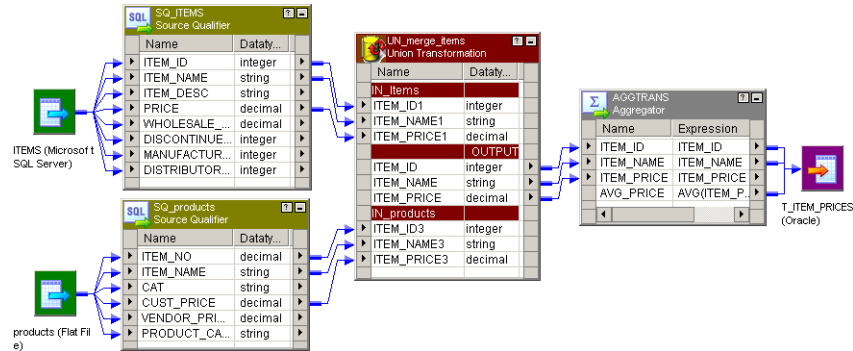 SQL
SQ_ITEMS
Source Qualifier
?
Name Dataty...
ITEM_ID integer
ITEM_NAME string
ITEM_DESC string
PRICE decimal
WHOLESALE_... decimal
DISCONTINUE... integer
MANUFACTUR... integer
DISTRIBUTOR... integer
ITEMS (Microsoft
SQL Server)
UN_merge_items
Union Transformation
?
Name Dataty...
IN_Items
ITEM_ID1 integer
ITEM_NAME1 string
ITEM_PRICE1 decimal
OUTPUT
ITEM_ID integer
ITEM_NAME string
ITEM_PRICE decimal
IN_products
ITEM_ID3 integer
ITEM_NAME3 string
ITEM_PRICE3 decimal
Σ
AGGTRANS
Aggregator
?
Name Expression
ITEM_ID ITEM_ID
ITEM_NAME ITEM_NAME
ITEM_PRICE ITEM_PRICE
AVG_PRICE AVG(ITEM_P...
T_ITEM_PRICES
(Oracle)
SQL
SQ_products
Source Qualifier
?
Name Dataty...
ITEM_NO decimal
ITEM_NAME string
CAT string
CUST_PRICE decimal
VENDOR_PRI... decimal
PRODUCT_CA... string
products (Flat Fil
e)